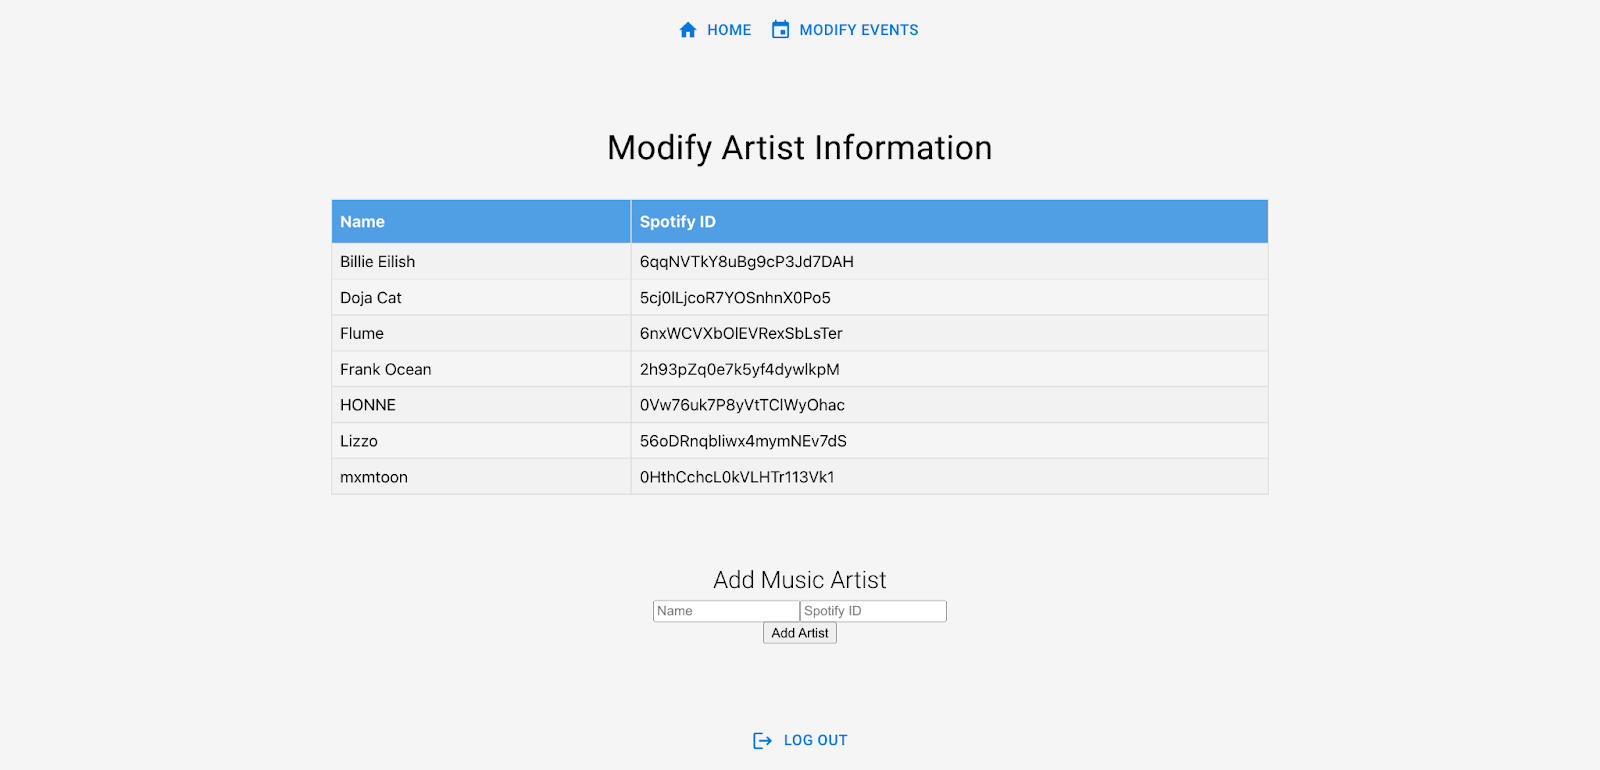 HOME MODIFY EVENTS
Modify Artist Information
Name Spotify ID
Billie Eilish 6qqNVTkY8uBg9cP3Jd7DAH
Doja Cat 5cj0lLjcoR7YOSnhnX0Po5
Flume 6nxWCVXbOlEVRexSbLsTer
Frank Ocean 2h93pZq0e7k5yf4dywlkpM
HONNE 0Vw76uk7P8yVtTClWyOhac
Lizzo 56oDRnqbIiwx4mymNEv7dS
mxmtoon 0HthCchcL0kVLHTr113Vk1
Add Music Artist
Name Spotify ID
Add Artist
LOG OUT